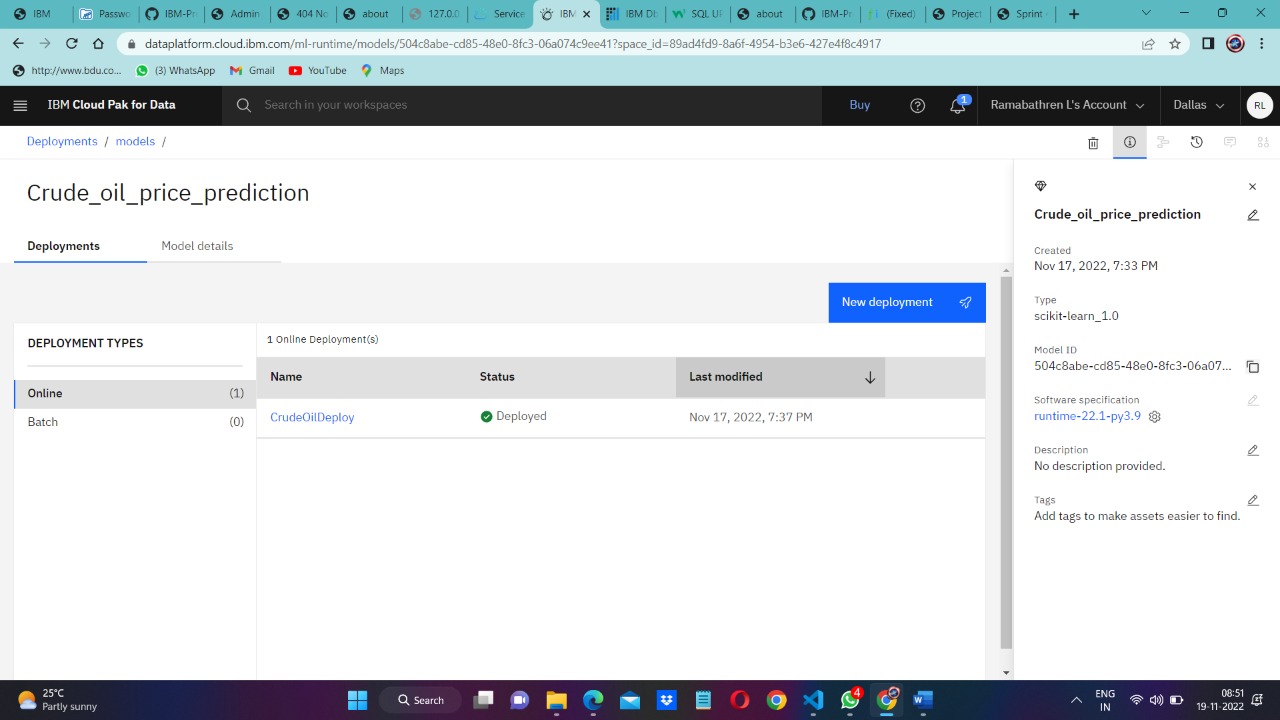 IBM
Passwo
IBM-Pr
Admin
404 No
about
127.0.0
Service
IBM
IBM Db
SQL UP
about
IBM-Pr
(Fixed)
Project
Sprint -
dataplatform.cloud.ibm.com/ml-runtime/models/504c8abe-cd85-48e0-8fc3-06a074c9ee41?space_id=89ad4fd9-8a6f-4954-b3e6-427e4f8c4917
http://www.bdu.co...
(3) WhatsApp
Gmail
YouTube
Maps
IBM Cloud Pak for Data
Search in your workspaces
Buy
1
Ramabathren L's Account
Dallas
RL
Deployments / models /
Crude_oil_price_prediction
Deployments
Model details
New deployment
DEPLOYMENT TYPES
Online (1)
Batch (0)
1 Online Deployment(s)
Name Status Last modified
CrudeOilDeploy Deployed Nov 17, 2022, 7:37 PM
Crude_oil_price_prediction
Created
Nov 17, 2022, 7:33 PM
Type
scikit-learn_1.0
Model ID
504c8abe-cd85-48e0-8fc3-06a07...
Software specification
runtime-22.1-py3.9
Description
No description provided.
Tags
Add tags to make assets easier to find.
25°C
Partly sunny
Search
4
ENG
IN
08:51
19-11-2022